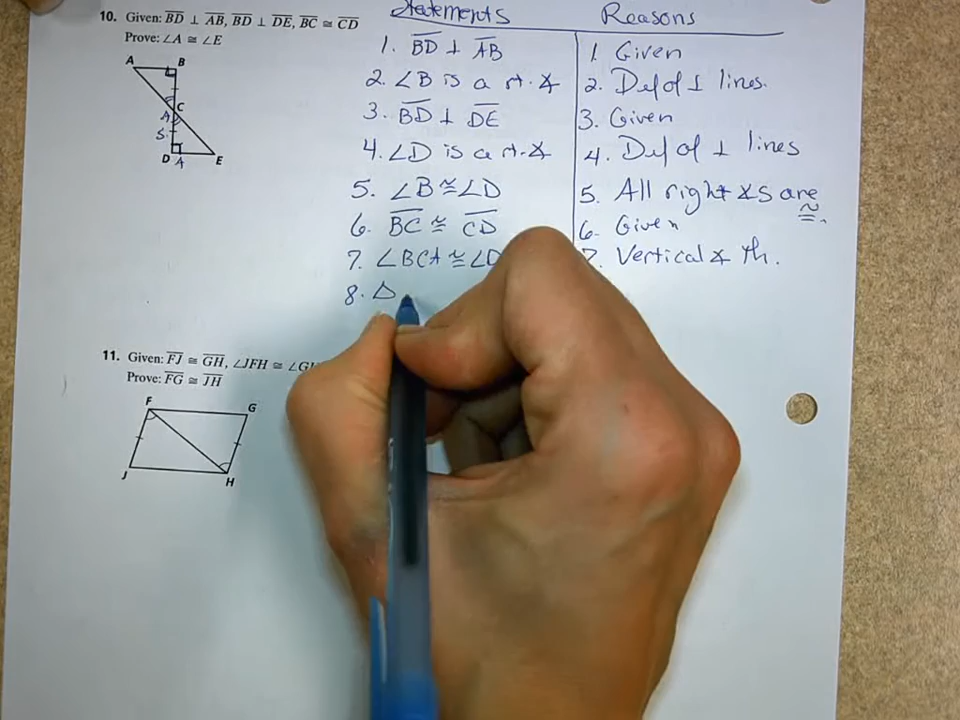 10. Given: BD ⊥ AB, BD ⊥ DE, BC ≅ CD
Prove: ∠A ≅ ∠E
A B
C
A
S
D A E
Statements Reasons
1. BD ⊥ AB 1. Given
2. ∠B is a rt. ∡ 2. Def of ⊥ lines.
3. BD ⊥ DE 3. Given
4. ∠D is a rt. ∡ 4. Def of ⊥ lines
5. ∠B ≅ ∠D 5. All right ∡s are ≅.
6. BC ≅ CD 6. Given
7. ∠BCA ≅ ∠D 7. Vertical ∡ th.
8. △
11. Given: FJ ≅ GH, ∠JFH ≅
Prove: FG ≅ JH
F G
J H